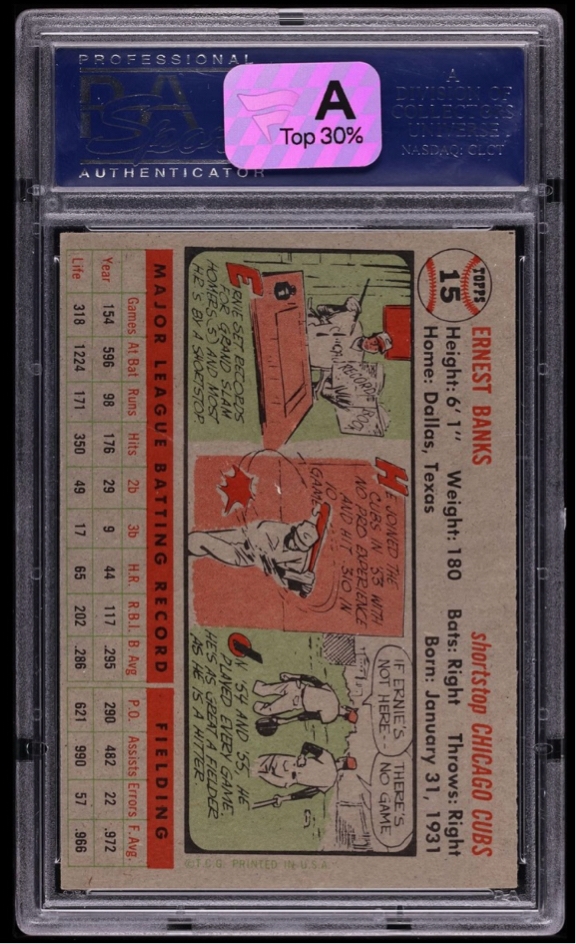 PROFESSIONAL
PSA
Spor
AUTHENTICATOR
A
Top 30%
A
DIVISION OF
COLLECTORS
UNIVERSE
NASDAQ: CLCT
TOPPS
15
ERNEST BANKS
shortstop CHICAGO CUBS
Height: 6' 1" Weight: 180 Bats: Right Throws: Right
Home: Dallas, Texas Born: January 31, 1931
ERNIE SET RECORDS
FOR GRAND SLAM
HOMERS(5) AND MOST
HR'S BY A SHORTSTOP
HE JOINED THE
CUBS IN '53 WITH
NO PRO EXPERIENCE
AND HIT .310 IN
10
GAMES
IF ERNIE'S
NOT HERE--
THERE'S
NO GAME
IN '54 AND '55, HE
PLAYED EVERY GAME
HE'S AS GREAT A FIELDER
AS HE IS A HITTER
©T.C.G. PRINTED IN U.S.A.
MAJOR LEAGUE BATTING RECORD FIELDING
Games At Bat Runs Hits 2b 3b H.R. R.B.I. B. Avg P.O. Assists Errors F. Avg.
Year 154 596 98 176 29 9 44 117 .295 290 482 22 .972
Life 318 1224 171 350 49 17 65 202 .286 621 990 57 .966